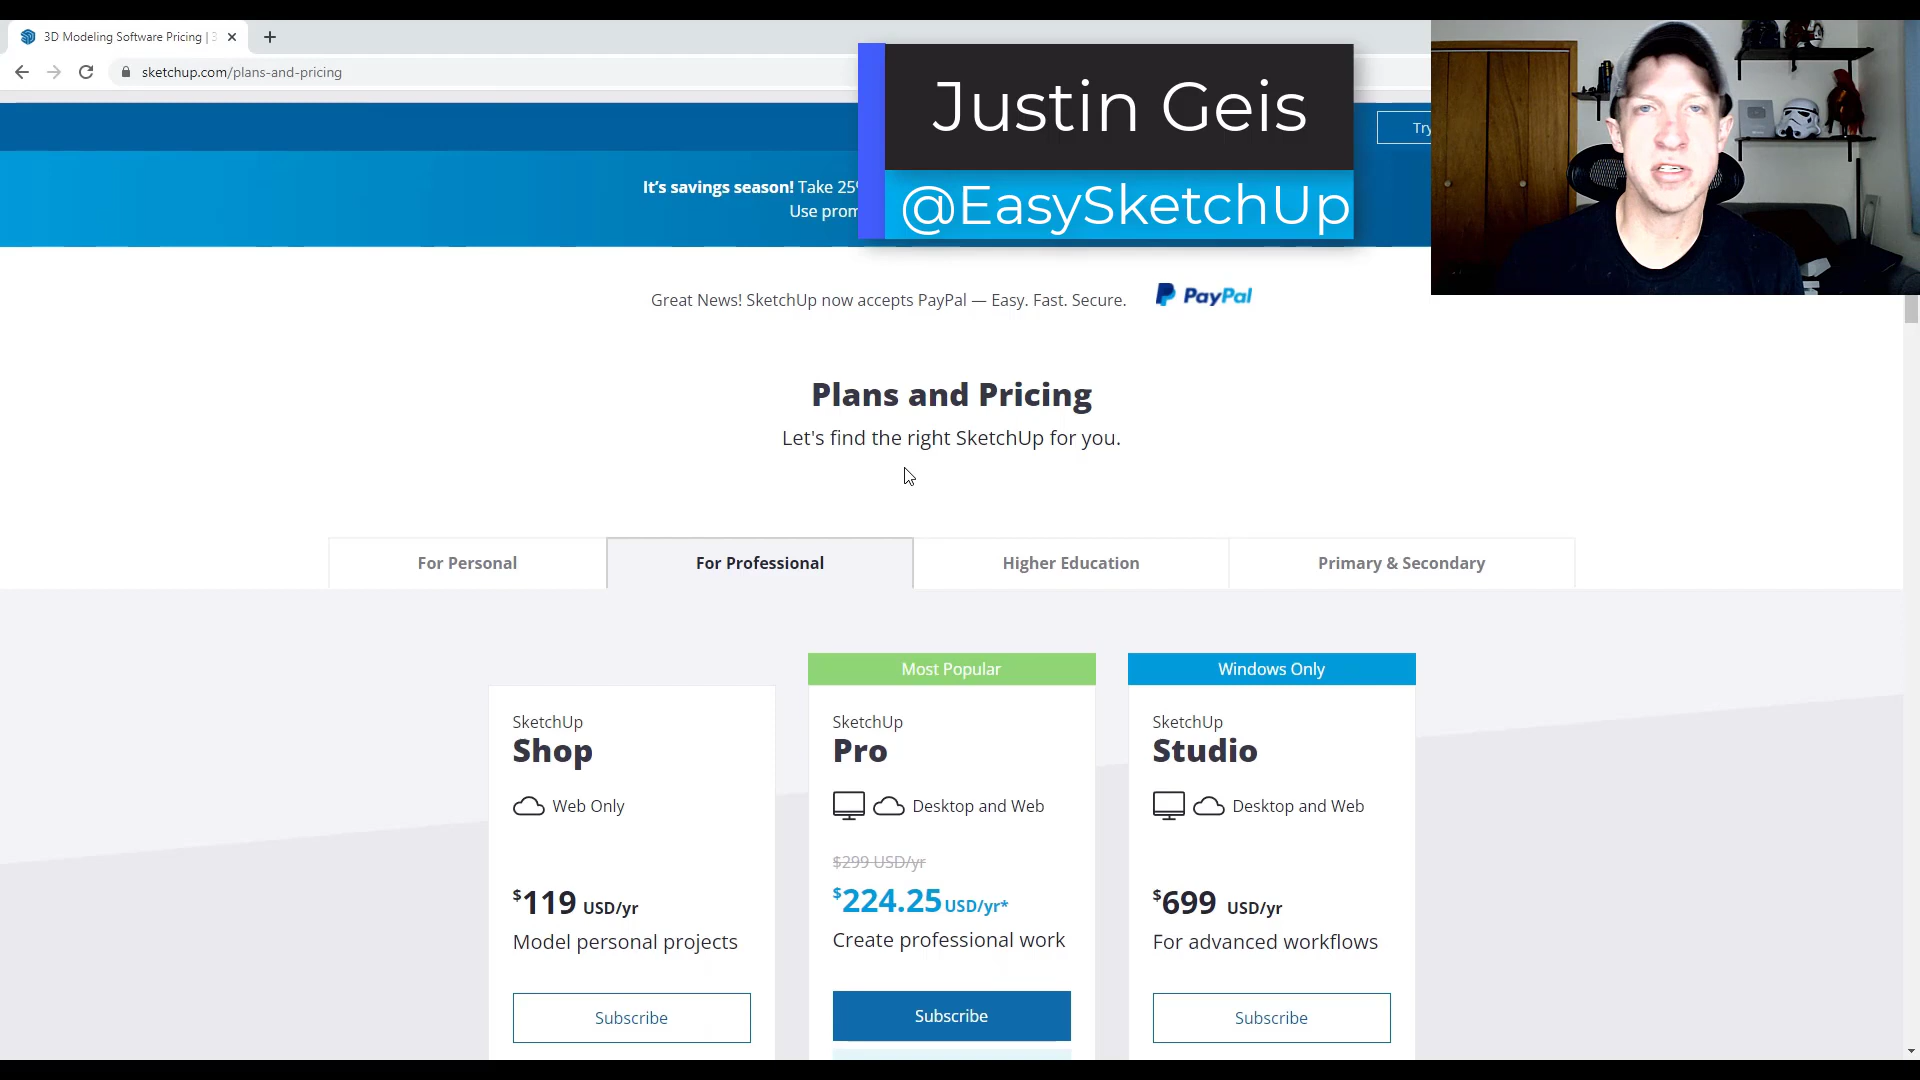 3D Modeling Software Pricing |
sketchup.com/plans-and-pricing
Justin Geis
@EasySketchUp
Try
It's savings season! Take 25
Use prom
Great News! SketchUp now accepts PayPal — Easy. Fast. Secure.
PayPal
Plans and Pricing
Let's find the right SketchUp for you.
For Personal
For Professional
Higher Education
Primary & Secondary
Most Popular
Windows Only
SketchUp
Shop
Web Only
$119 USD/yr
Model personal projects
Subscribe
SketchUp
Pro
Desktop and Web
$299 USD/yr
$224.25 USD/yr*
Create professional work
Subscribe
SketchUp
Studio
Desktop and Web
$699 USD/yr
For advanced workflows
Subscribe